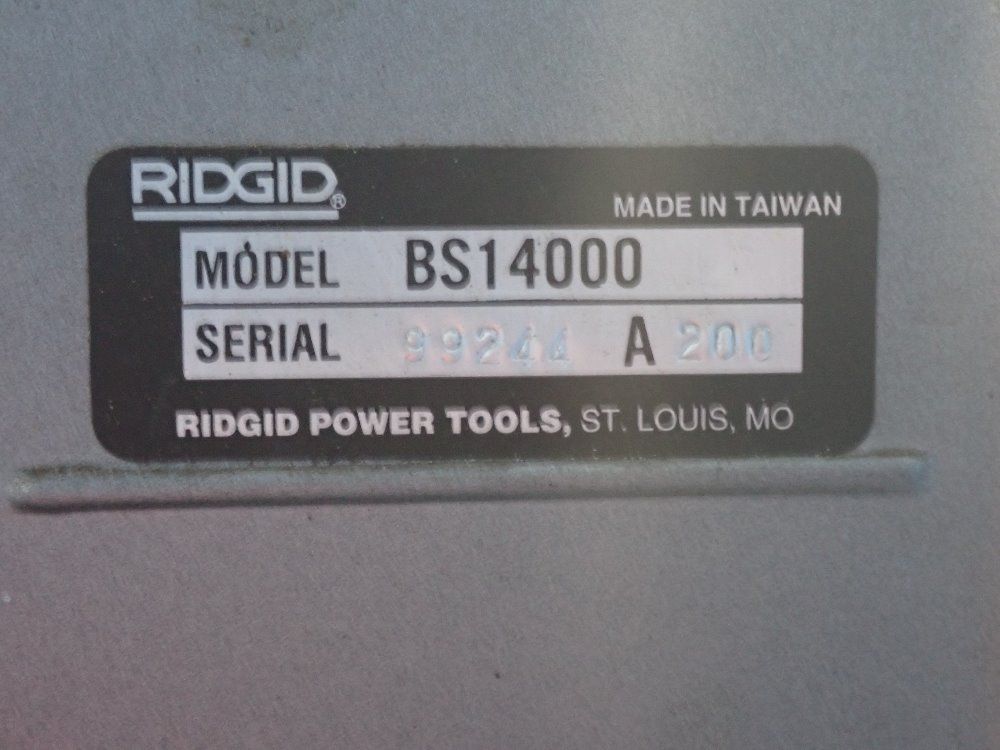 RIDGID®
MADE IN TAIWAN
MODEL BS14000
SERIAL 99244 A 200
RIDGID POWER TOOLS, ST. LOUIS, MO